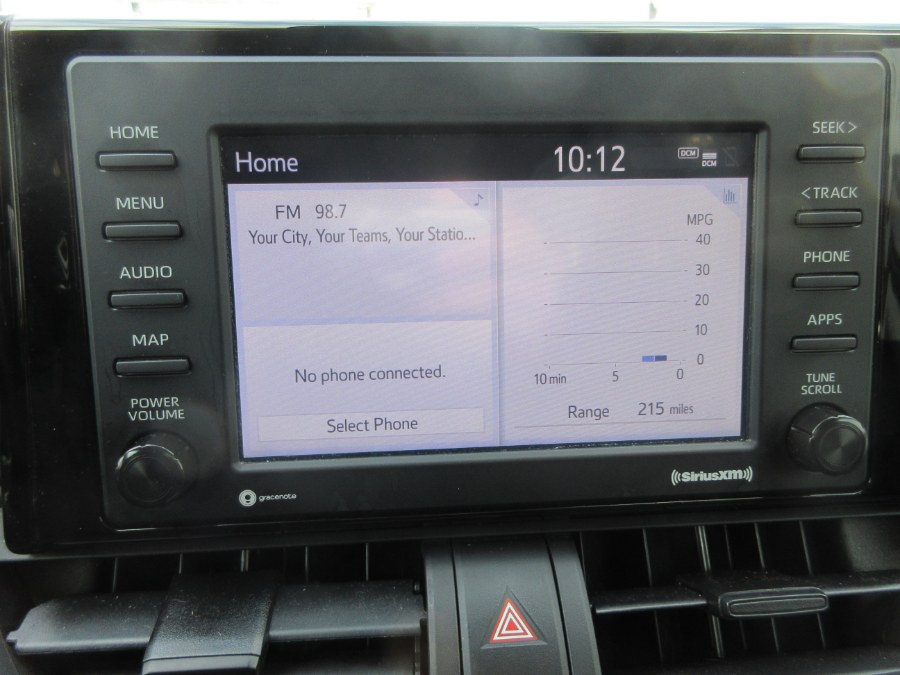 HOME
MENU
AUDIO
MAP
POWER
VOLUME
Home
10:12
DCM
DCM
FM 98.7
Your City, Your Teams, Your Statio...
No phone connected.
Select Phone
MPG
40
30
20
10
0
10 min 5 0
Range 215 miles
SEEK >
< TRACK
PHONE
APPS
TUNE
SCROLL
gracenote
((SiriusXM))